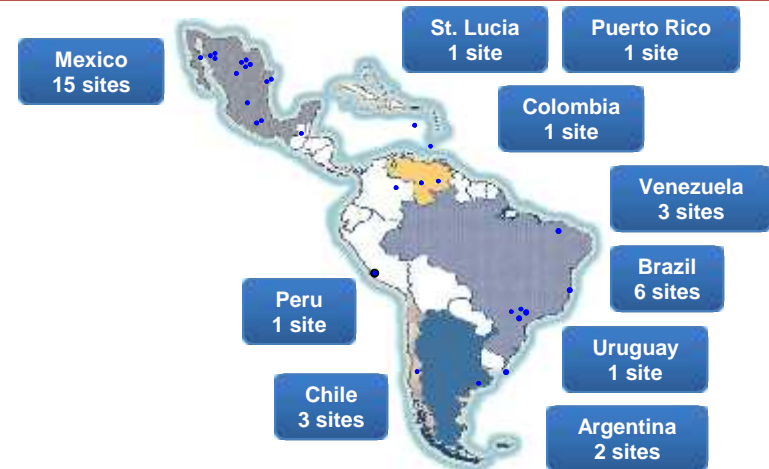 Mexico
15 sites
St. Lucia
1 site
Puerto Rico
1 site
Colombia
1 site
Venezuela
3 sites
Brazil
6 sites
Peru
1 site
Uruguay
1 site
Chile
3 sites
Argentina
2 sites